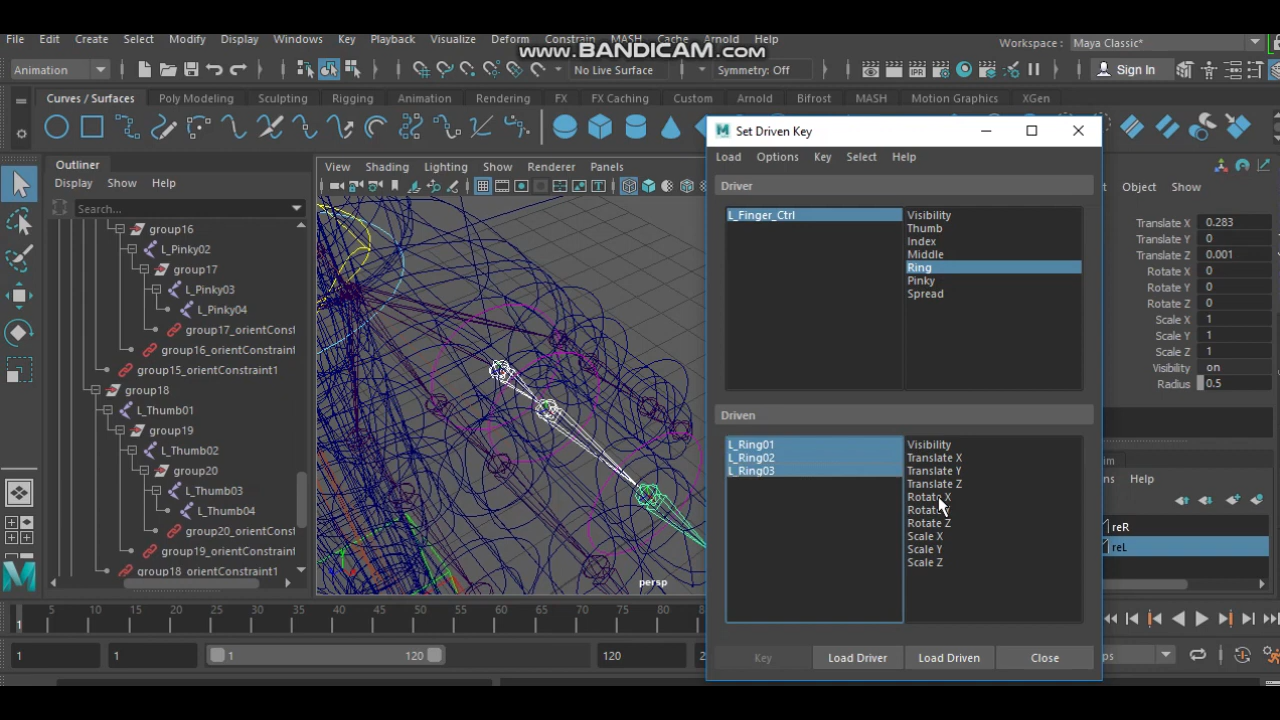 File Edit Create Select Modify Display Windows Key Playback Visualize Deform Constrain MASH Cache Arnold Help
www.BANDICAM.com
Workspace : Maya Classic*
Animation No Live Surface Symmetry: Off Sign In
Curves / Surfaces Poly Modeling Sculpting Rigging Animation Rendering FX FX Caching Custom Arnold Bifrost MASH Motion Graphics XGen
Outliner
Display Show Help
Search...
group16
L_Pinky02
group17
L_Pinky03
L_Pinky04
group17_orientConst
group16_orientConstraint
group15_orientConstraint1
group18
L_Thumb01
group19
L_Thumb02
group20
L_Thumb03
L_Thumb04
group20_orientConst
group19_orientConstraint
group18_orientConstraint1
View Shading Lighting Show Renderer Panels
persp
Set Driven Key
Load Options Key Select Help
Driver
L_Finger_Ctrl
Visibility
Thumb
Index
Middle
Ring
Pinky
Spread
Driven
L_Ring01
L_Ring02
L_Ring03
Visibility
Translate X
Translate Y
Translate Z
Rotate X
Rotate
Rotate Z
Scale X
Scale Y
Scale Z
Key Load Driver Load Driven Close
Object Show
Translate X 0.283
Translate Y 0
Translate Z 0.001
Rotate X 0
Rotate Y 0
Rotate Z 0
Scale X 1
Scale Y 1
Scale Z 1
Visibility on
Radius 0.5
Help
reR
reL
5 10 15 20 25 30 35 40 45 50 55 60 65 70 75 80
1
1 1 1 120 120